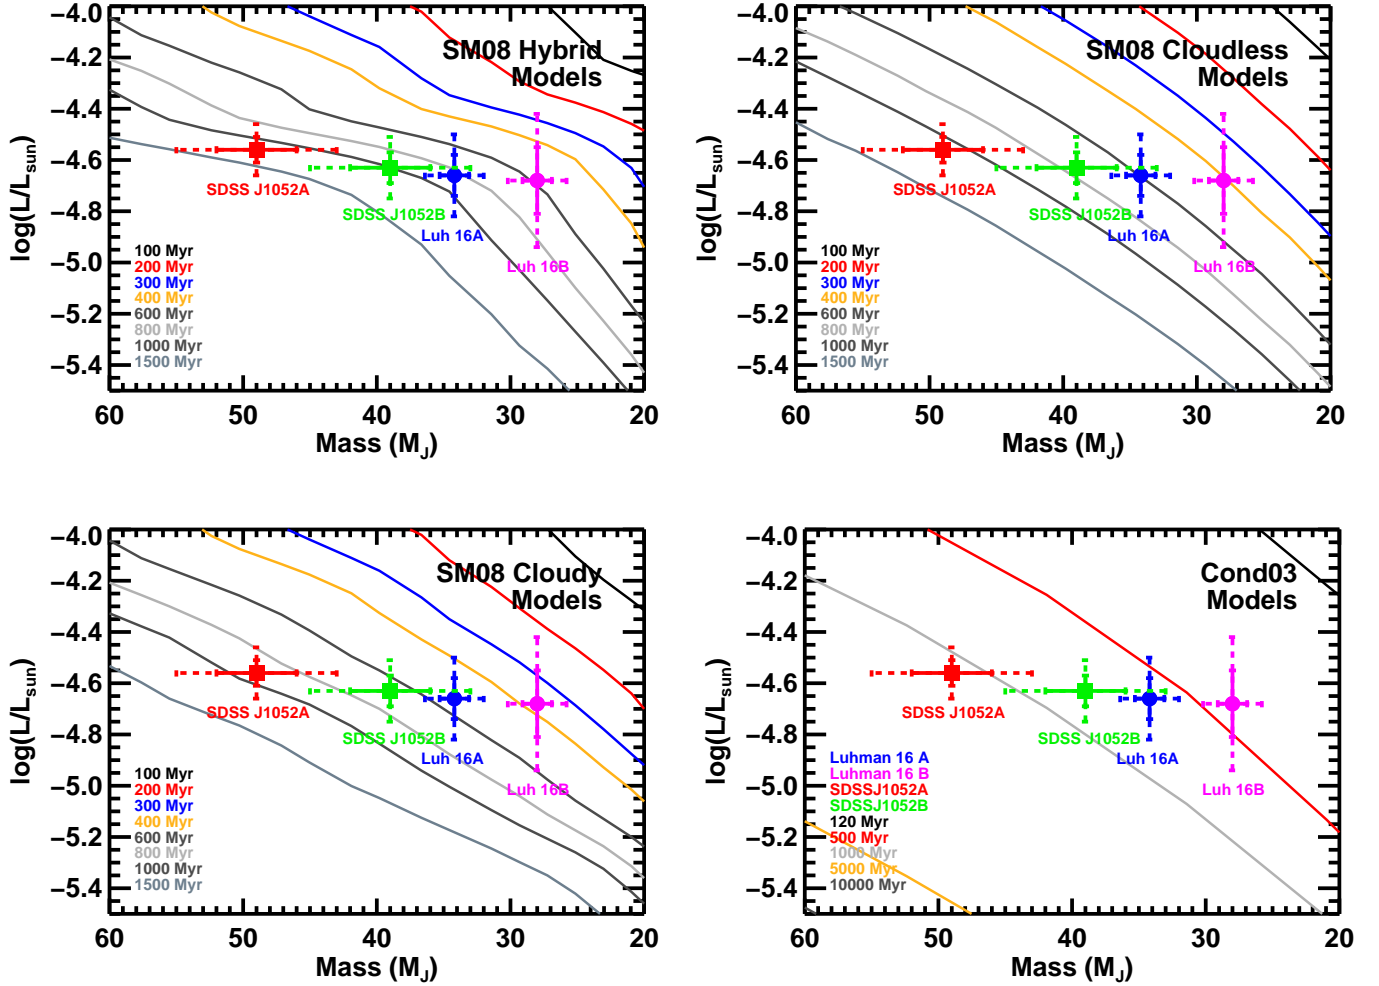 SM08 Hybrid
Models
log(L/Lsun)
−4.0
−4.2
−4.4
−4.6
−4.8
−5.0
−5.2
−5.4
SDSS J1052A
SDSS J1052B
Luh 16A
Luh 16B
100 Myr
200 Myr
300 Myr
400 Myr
600 Myr
800 Myr
1000 Myr
1500 Myr
60 50 40 30 20
Mass (MJ)
SM08 Cloudless
Models
log(L/Lsun)
−4.0
−4.2
−4.4
−4.6
−4.8
−5.0
−5.2
−5.4
SDSS J1052A
SDSS J1052B
Luh 16A
Luh 16B
100 Myr
200 Myr
300 Myr
400 Myr
600 Myr
800 Myr
1000 Myr
1500 Myr
60 50 40 30 20
Mass (MJ)
SM08 Cloudy
Models
log(L/Lsun)
−4.0
−4.2
−4.4
−4.6
−4.8
−5.0
−5.2
−5.4
SDSS J1052A
SDSS J1052B
Luh 16A
Luh 16B
100 Myr
200 Myr
300 Myr
400 Myr
600 Myr
800 Myr
1000 Myr
1500 Myr
60 50 40 30 20
Mass (MJ)
Cond03
Models
log(L/Lsun)
−4.0
−4.2
−4.4
−4.6
−4.8
−5.0
−5.2
−5.4
SDSS J1052A
SDSS J1052B
Luh 16A
Luh 16B
Luhman 16 A
Luhman 16 B
SDSSJ1052A
SDSSJ1052B
120 Myr
500 Myr
1000 Myr
5000 Myr
10000 Myr
60 50 40 30 20
Mass (MJ)